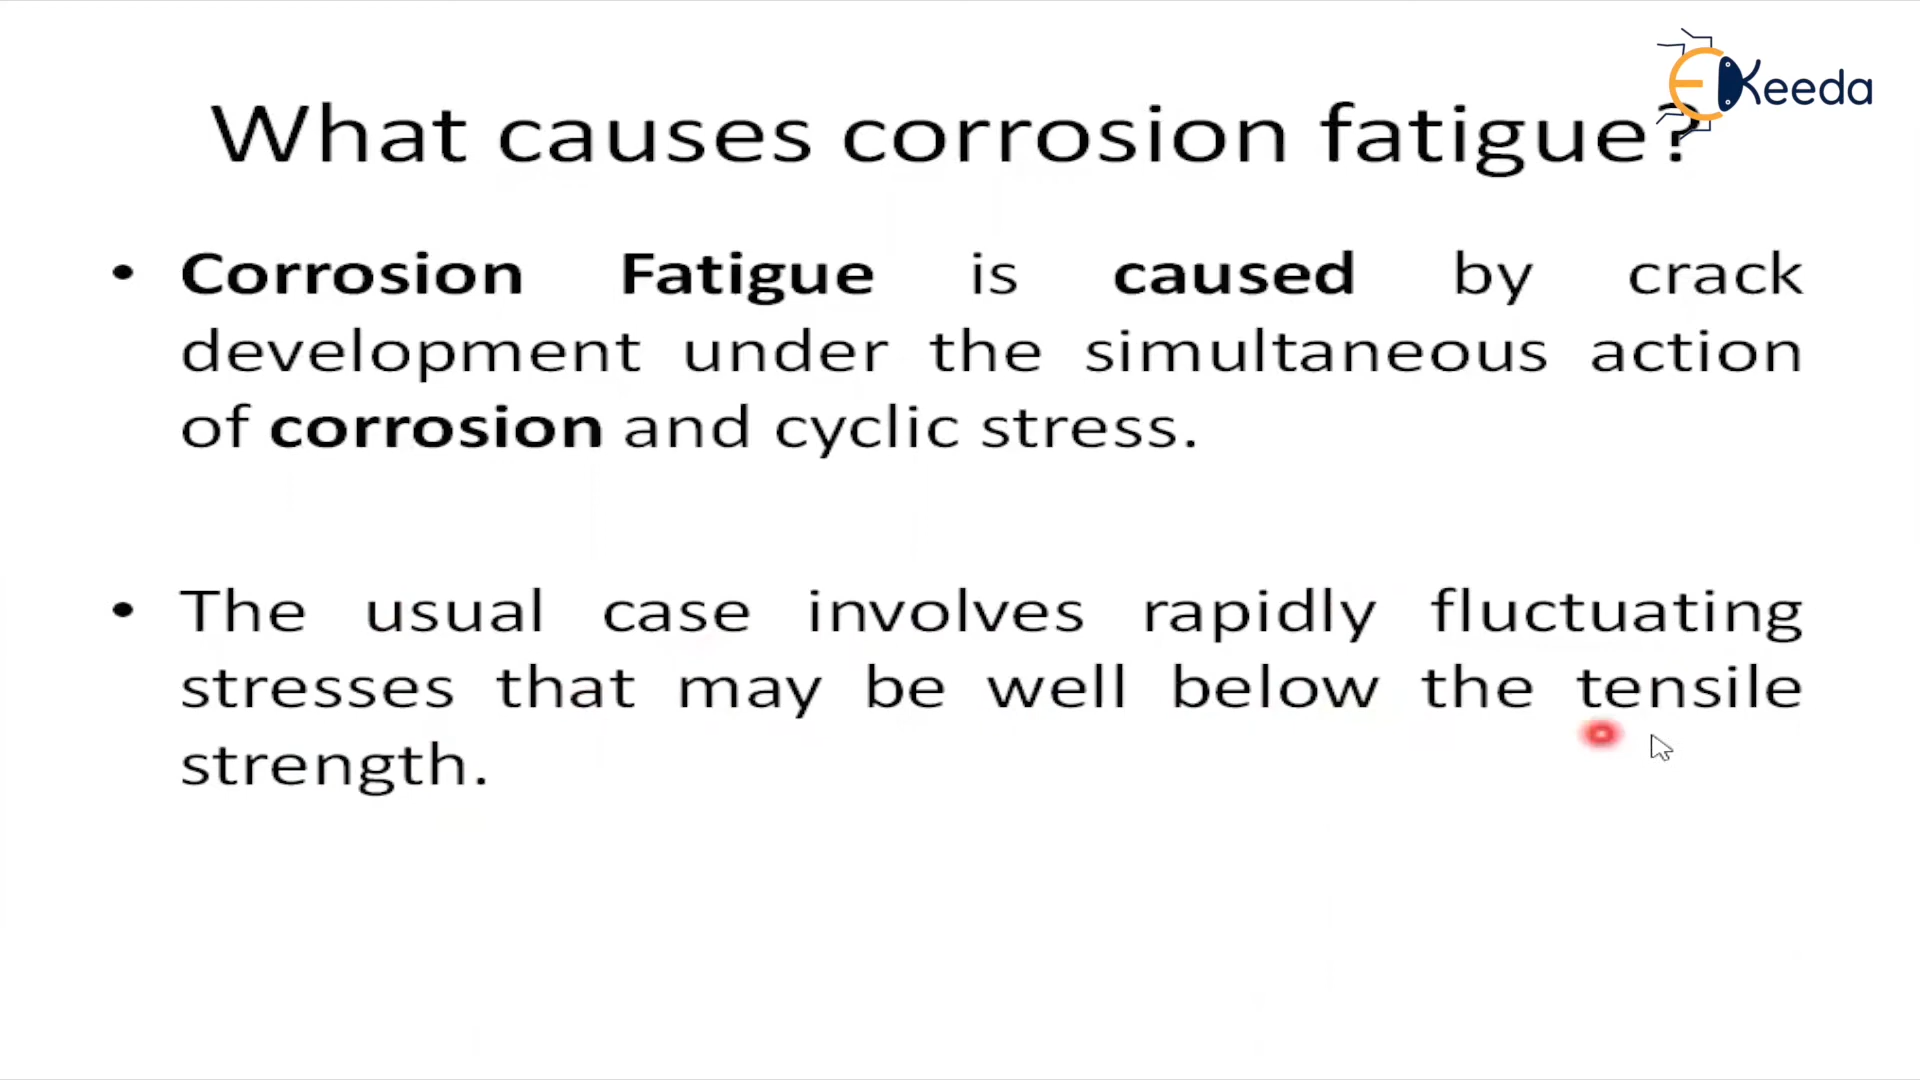 EKeeda
What causes corrosion fatigue?
• Corrosion Fatigue is caused by crack
development under the simultaneous action
of corrosion and cyclic stress.
• The usual case involves rapidly fluctuating
stresses that may be well below the tensile
strength.